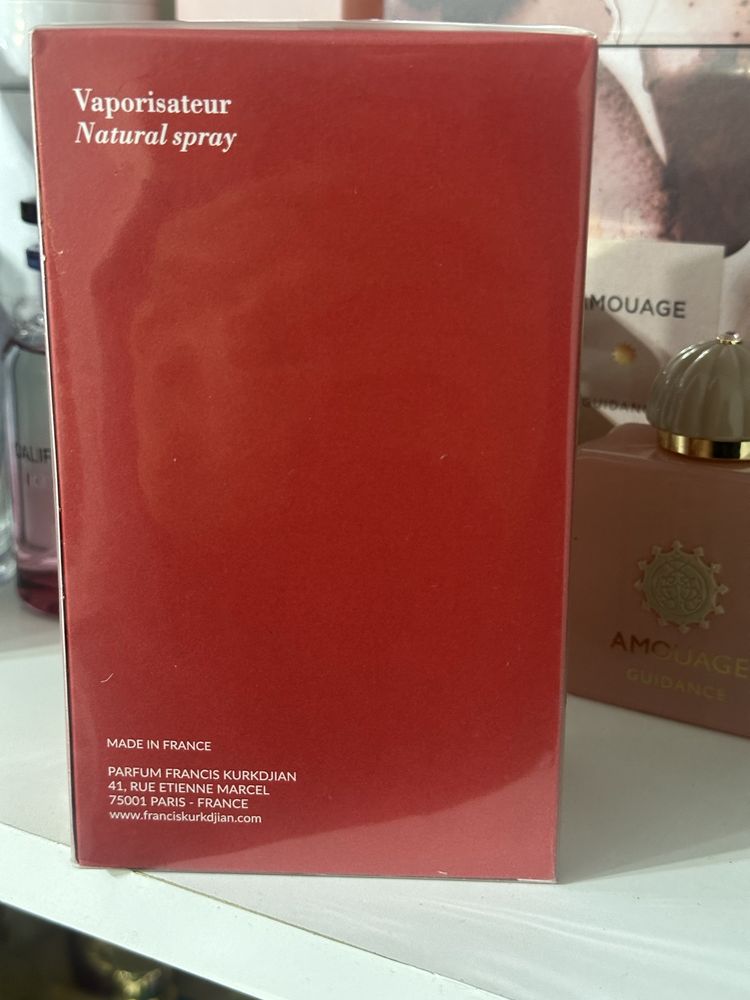 Vaporisateur
Natural spray
MADE IN FRANCE
PARFUM FRANCIS KURKDJIAN
41, RUE ETIENNE MARCEL
75001 PARIS - FRANCE
www.franciskurkdjian.com
AMOUAGE
GUIDANCE